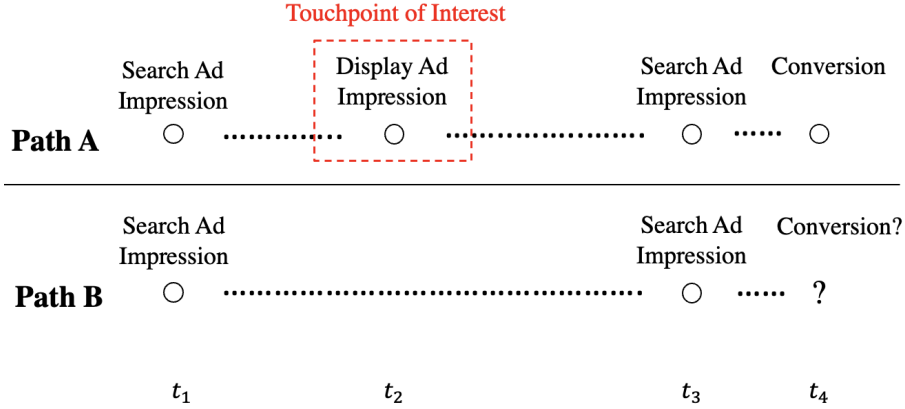 Touchpoint of Interest
Search Ad
Impression
Display Ad
Impression
Search Ad
Impression
Conversion
Path A
Search Ad
Impression
Search Ad
Impression
Conversion?
Path B
?
t₁
t₂
t₃
t₄